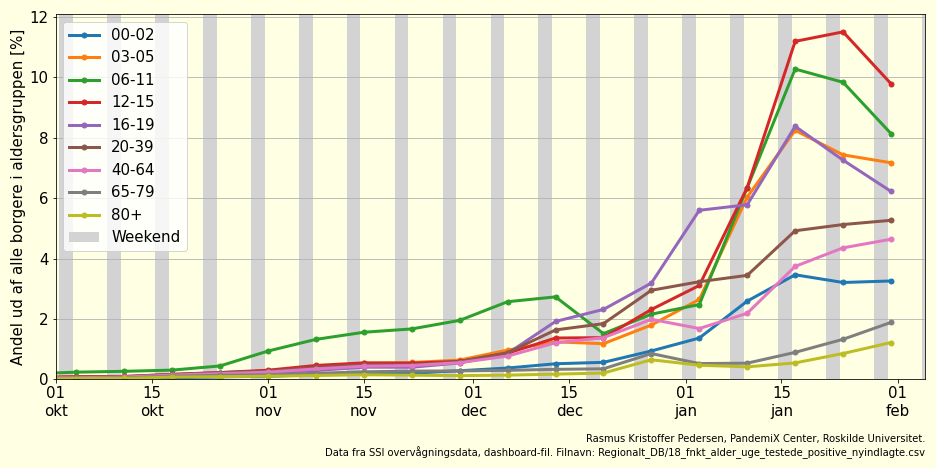 Andel ud af alle borgere i aldersgruppen [%]
12
10
8
6
4
2
0
00-02
03-05
06-11
12-15
16-19
20-39
40-64
65-79
80+
Weekend
01 15 01 15 01 15 01 15 01
okt okt nov nov dec dec jan jan feb
Rasmus Kristoffer Pedersen, PandemiX Center, Roskilde Universitet.
Data fra SSI overvågningsdata, dashboard-fil. Filnavn: Regionalt_DB/18_fnkt_alder_uge_testede_positive_nyindlagte.csv